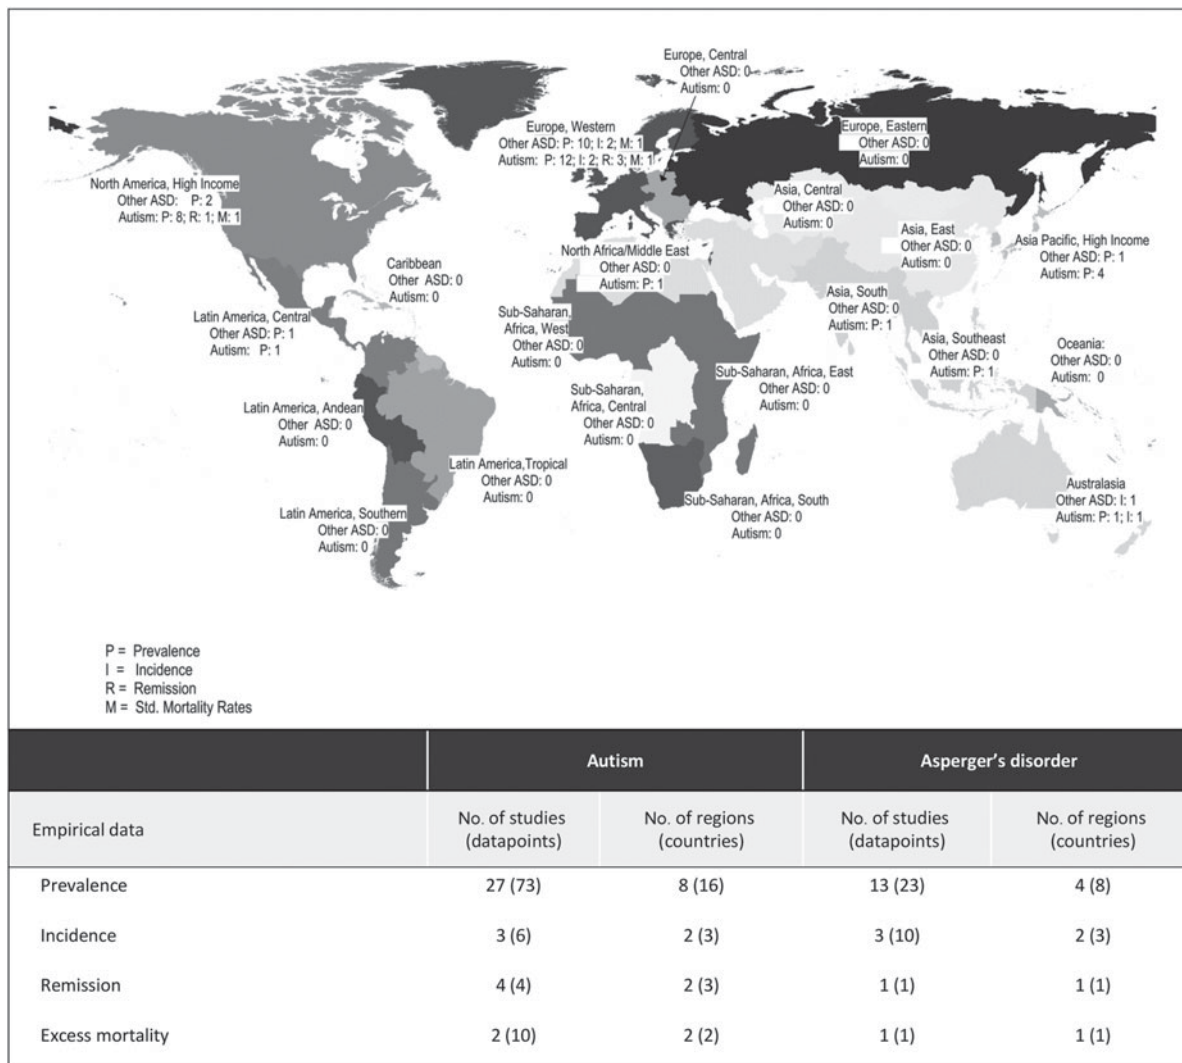 Europe, Central
Other ASD: 0
Autism: 0
Europe, Western
Other ASD: P: 10; I: 2; M: 1
Autism: P: 12; I: 2; R: 3; M: 1
Europe, Eastern
Other ASD: 0
Autism: 0
North America, High Income
Other ASD: P: 2
Autism: P: 8; R: 1; M: 1
Asia, Central
Other ASD: 0
Autism: 0
Asia, East
Other ASD: 0
Autism: 0
Asia Pacific, High Income
Other ASD: P: 1
Autism: P: 4
North Africa/Middle East
Other ASD: 0
Autism: P: 1
Caribbean
Other ASD: 0
Autism: 0
Asia, South
Other ASD: 0
Autism: P: 1
Latin America, Central
Other ASD: P: 1
Autism: P: 1
Sub-Saharan,
Africa, West
Other ASD: 0
Autism: 0
Asia, Southeast
Other ASD: 0
Autism: P: 1
Oceania:
Other ASD: 0
Autism: 0
Sub-Saharan, Africa, East
Other ASD: 0
Autism: 0
Sub-Saharan,
Africa, Central
Other ASD: 0
Autism: 0
Latin America, Andean
Other ASD: 0
Autism: 0
Latin America,Tropical
Other ASD: 0
Autism: 0
Australasia
Other ASD: I: 1
Autism: P: 1; I: 1
Sub-Saharan, Africa, South
Other ASD: 0
Autism: 0
Latin America, Southern
Other ASD: 0
Autism: 0
P = Prevalence
I = Incidence
R = Remission
M = Std. Mortality Rates
Autism Asperger's disorder
Empirical data No. of studies (datapoints) No. of regions (countries) No. of studies (datapoints) No. of regions (countries)
Prevalence 27 (73) 8 (16) 13 (23) 4 (8)
Incidence 3 (6) 2 (3) 3 (10) 2 (3)
Remission 4 (4) 2 (3) 1 (1) 1 (1)
Excess mortality 2 (10) 2 (2) 1 (1) 1 (1)